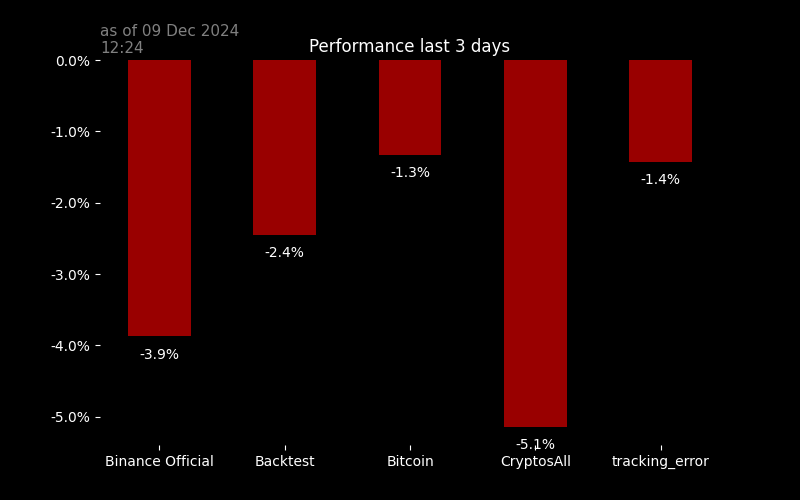 as of 09 Dec 2024
12:24
Performance last 3 days
0.0%
-1.0%
-2.0%
-3.0%
-4.0%
-5.0%
-3.9%
-2.4%
-1.3%
-5.1%
-1.4%
Binance Official
Backtest
Bitcoin
CryptosAll
tracking_error